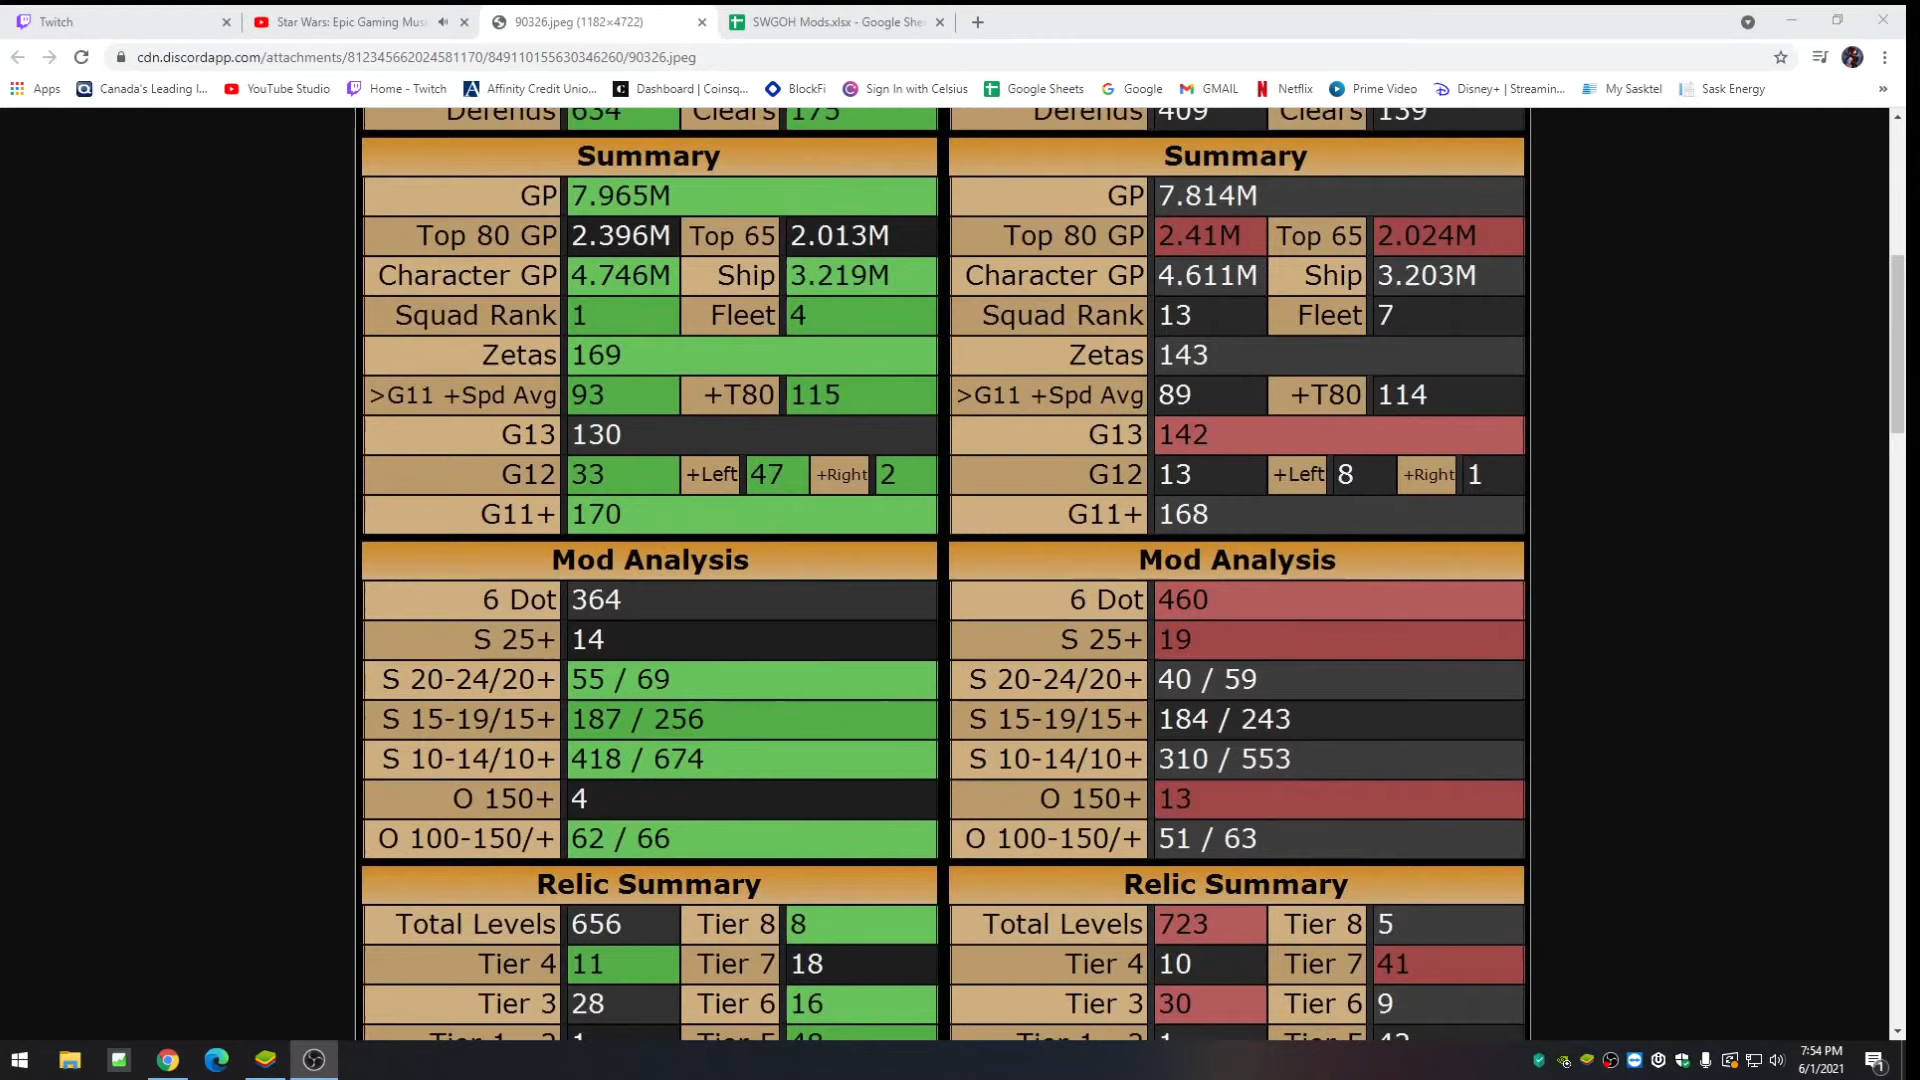 Twitch
Star Wars: Epic Gaming Musi
90326.jpeg (1182×4722)
SWGOH Mods.xlsx - Google She
cdn.discordapp.com/attachments/812345662024581170/849110155630346260/90326.jpeg
Apps Canada's Leading I... YouTube Studio Home - Twitch Affinity Credit Unio... Dashboard | Coinsq... BlockFi Sign In with Celsius Google Sheets Google GMAIL Netflix Prime Video Disney+ | Streamin... My Sasktel Sask Energy »
Defends 634 Clears 175 Defends 409 Clears 139
Summary Summary
GP 7.965M GP 7.814M
Top 80 GP 2.396M Top 65 2.013M Top 80 GP 2.41M Top 65 2.024M
Character GP 4.746M Ship 3.219M Character GP 4.611M Ship 3.203M
Squad Rank 1 Fleet 4 Squad Rank 13 Fleet 7
Zetas 169 Zetas 143
>G11 +Spd Avg 93 +T80 115 >G11 +Spd Avg 89 +T80 114
G13 130 G13 142
G12 33 +Left 47 +Right 2 G12 13 +Left 8 +Right 1
G11+ 170 G11+ 168
Mod Analysis Mod Analysis
6 Dot 364 6 Dot 460
S 25+ 14 S 25+ 19
S 20-24/20+ 55 / 69 S 20-24/20+ 40 / 59
S 15-19/15+ 187 / 256 S 15-19/15+ 184 / 243
S 10-14/10+ 418 / 674 S 10-14/10+ 310 / 553
O 150+ 4 O 150+ 13
O 100-150/+ 62 / 66 O 100-150/+ 51 / 63
Relic Summary Relic Summary
Total Levels 656 Tier 8 8 Total Levels 723 Tier 8 5
Tier 4 11 Tier 7 18 Tier 4 10 Tier 7 41
Tier 3 28 Tier 6 16 Tier 3 30 Tier 6 9
7:54 PM
6/1/2021